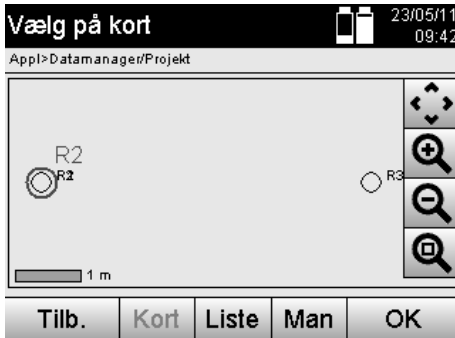 Vælg på kort
23/05/11
09:42
Appl>Datamanager/Projekt
R2
R3
1 m
Tilb. Kort Liste Man OK